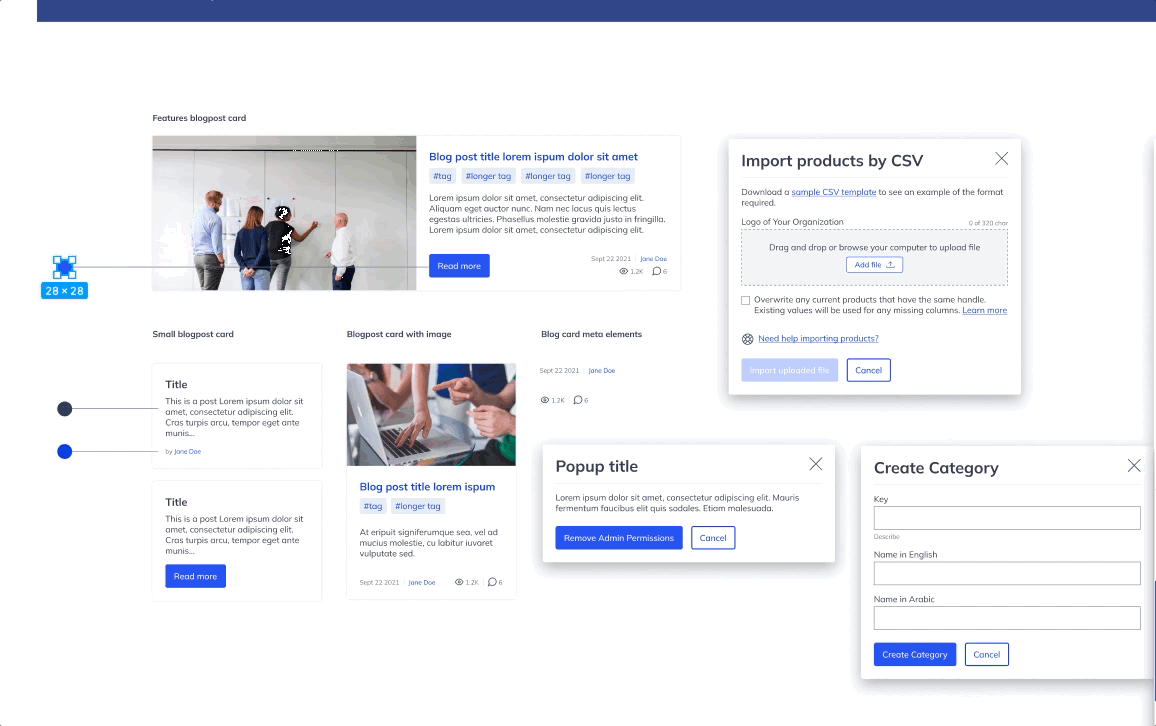 Features blogpost card
Blog post title lorem ispum dolor sit amet
#tag #longer tag #longer tag #longer tag
Lorem ipsum dolor sit amet, consectetur adipiscing elit.
Aliquam eget auctor nunc. Nam nec lacus quis lectus
egestas ultricies. Phasellus molestie gravida justo in fringilla.
Lorem ipsum dolor sit amet, consectetur adipiscing elit.
Sept 22 2021 Jane Doe
Read more
1.2K 6
28 × 28
Small blogpost card
Title
This is a post Lorem ipsum dolor sit
amet, consectetur adipiscing elit.
Cras turpis arcu, tempor eget ante
munis...
by Jane Doe
Title
This is a post Lorem ipsum dolor sit
amet, consectetur adipiscing elit.
Cras turpis arcu, tempor eget ante
munis...
Read more
Blogpost card with image
Blog post title lorem ispum
#tag #longer tag
At eripuit signiferumque sea, vel ad
mucius molestie, cu labitur iuvaret
vulputate sed.
Sept 22 2021 Jane Doe 1.2K 6
Blog card meta elements
Sept 22 2021 Jane Doe
1.2K 6
Import products by CSV
Download a sample CSV template to see an example of the format
required.
Logo of Your Organization 0 of 320 char
Drag and drop or browse your computer to upload file
Add file
Overwrite any current products that have the same handle.
Existing values will be used for any missing columns. Learn more
Need help importing products?
Import uploaded file Cancel
Popup title
Lorem ipsum dolor sit amet, consectetur adipiscing elit. Mauris
fermentum faucibus elit quis sodales. Etiam malesuada.
Remove Admin Permissions Cancel
Create Category
Key
Describe
Name in English
Name in Arabic
Create Category Cancel